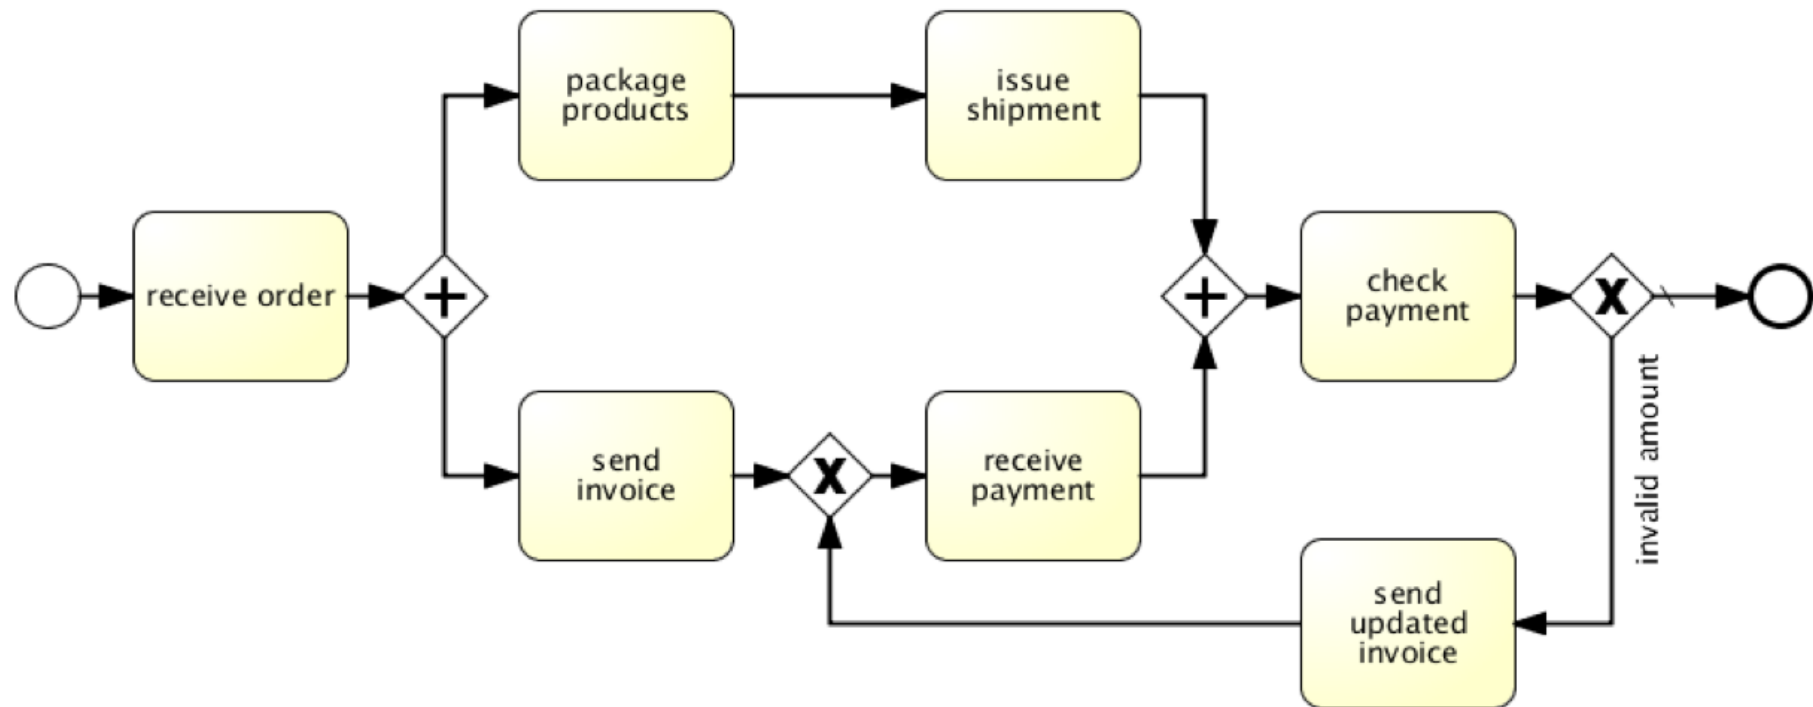 package
products
issue
shipment
receive order
check
payment
send
invoice
receive
payment
invalid amount
send
updated
invoice